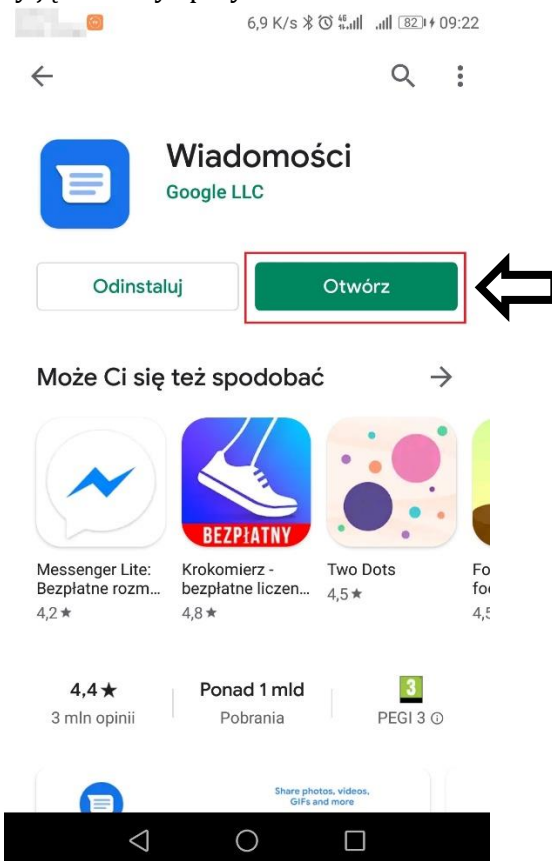 6,9 K/s 82 09:22
Wiadomości
Google LLC
Odinstaluj Otwórz
Może Ci się też spodobać
BEZPŁATNY
Messenger Lite: Krokomierz - Two Dots
Bezpłatne rozm... bezpłatne liczen... 4,5★
4,2★ 4,8★
4,4★ Ponad 1 mld 3
3 mln opinii Pobrania PEGI 3
Share photos, videos,
GIFs and more